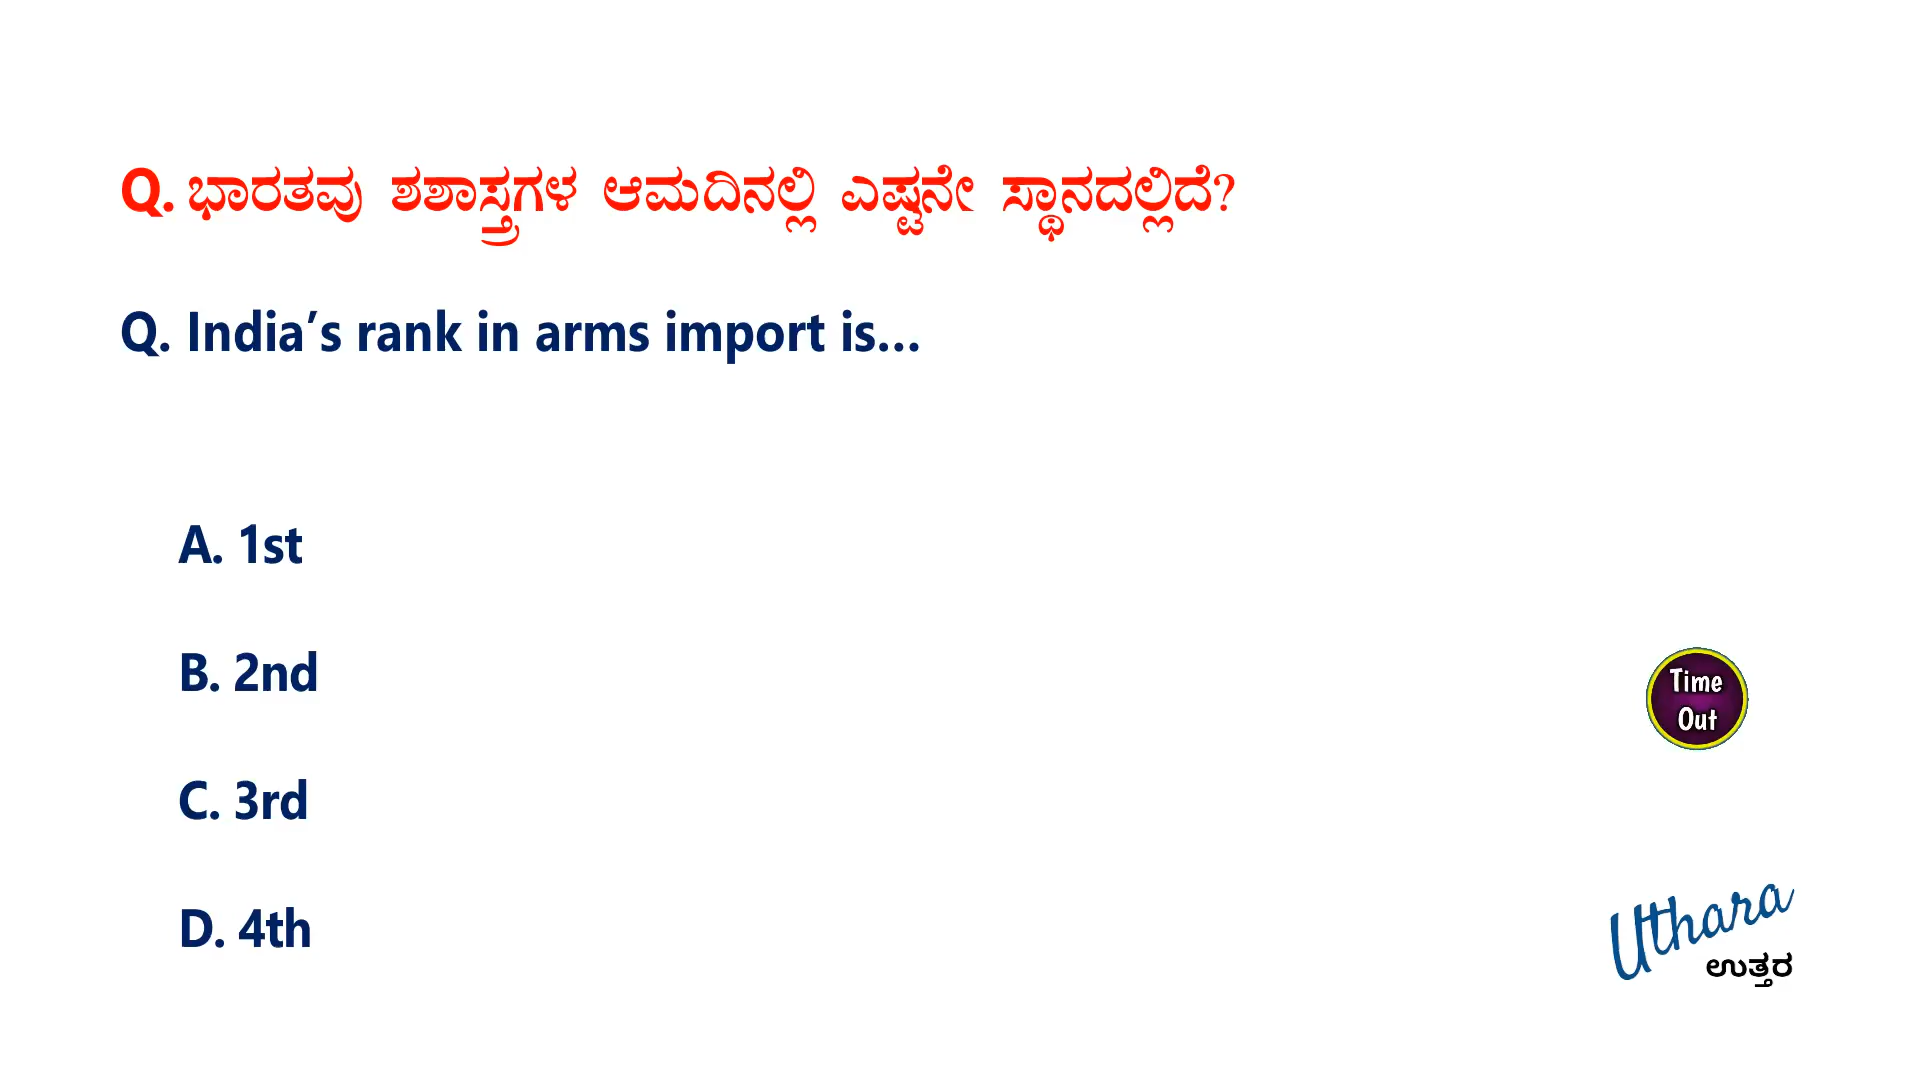 Q. ಭಾರತವು ಶಶಾಸ್ತ್ರಗಳ ಆಮದಿನಲ್ಲಿ ಎಷ್ಟನೇ ಸ್ಥಾನದಲ್ಲಿದೆ?
Q. India’s rank in arms import is...
A. 1st
B. 2nd
C. 3rd
D. 4th
Time
Out
Uthara
ಉತ್ತರ